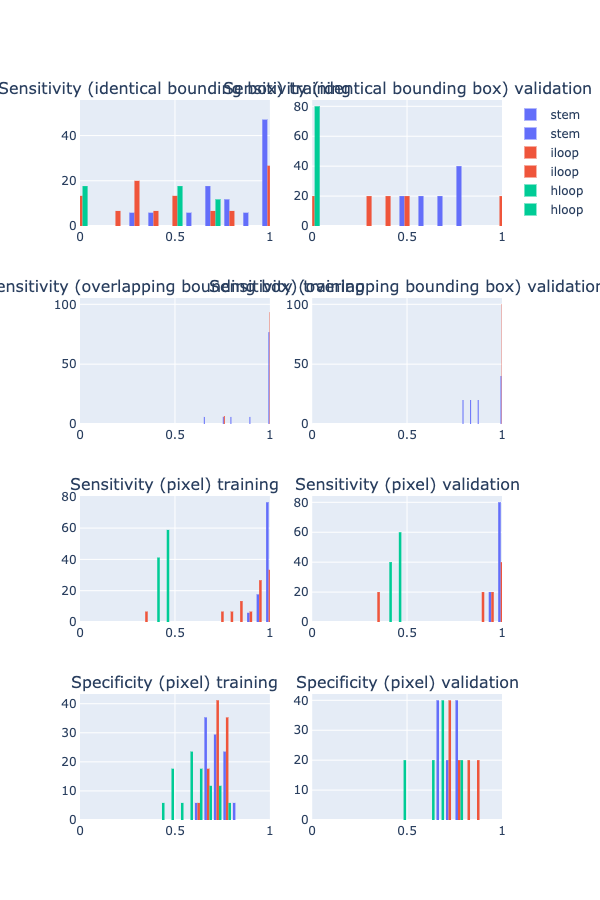 Sensitivity (identical bounding box) training
Sensitivity (identical bounding box) validation
40
20
0
0 0.5 1
80
60
40
20
0
0 0.5 1
stem
stem
iloop
iloop
hloop
hloop
ensitivity (overlapping bounding box) training
Sensitivity (overlapping bounding box) validation
100
50
0
0 0.5 1
100
50
0
0 0.5 1
Sensitivity (pixel) training
80
60
40
20
0
0 0.5 1
Sensitivity (pixel) validation
80
60
40
20
0
0 0.5 1
Specificity (pixel) training
40
30
20
10
0
0 0.5 1
Specificity (pixel) validation
40
30
20
10
0
0 0.5 1